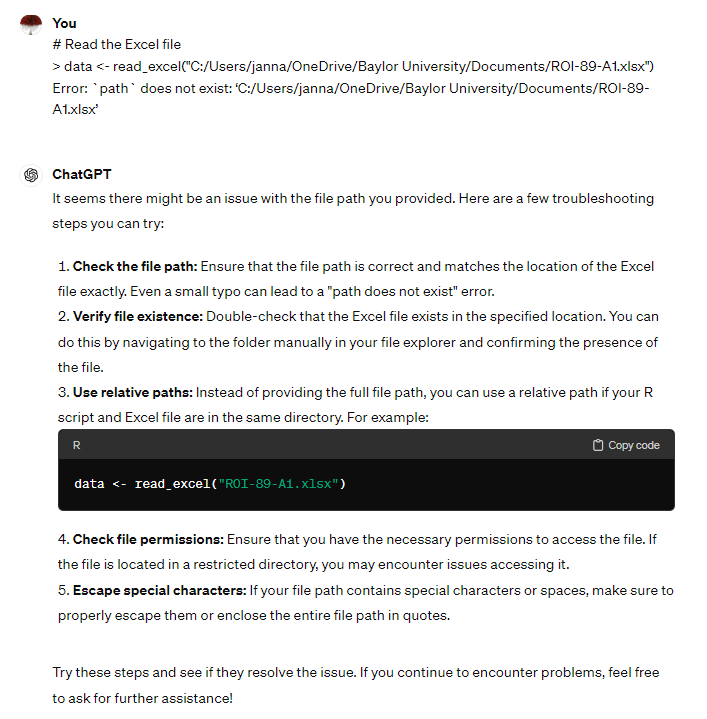 You
# Read the Excel file
> data <- read_excel("C:/Users/janna/OneDrive/Baylor University/Documents/ROI-89-A1.xlsx")
Error: `path` does not exist: ‘C:/Users/janna/OneDrive/Baylor University/Documents/ROI-89-
A1.xlsx’
ChatGPT
It seems there might be an issue with the file path you provided. Here are a few troubleshooting
steps you can try:
1. Check the file path: Ensure that the file path is correct and matches the location of the Excel
file exactly. Even a small typo can lead to a "path does not exist" error.
2. Verify file existence: Double-check that the Excel file exists in the specified location. You can
do this by navigating to the folder manually in your file explorer and confirming the presence of
the file.
3. Use relative paths: Instead of providing the full file path, you can use a relative path if your R
script and Excel file are in the same directory. For example:
R
Copy code
data <- read_excel("ROI-89-A1.xlsx")
4. Check file permissions: Ensure that you have the necessary permissions to access the file. If
the file is located in a restricted directory, you may encounter issues accessing it.
5. Escape special characters: If your file path contains special characters or spaces, make sure to
properly escape them or enclose the entire file path in quotes.
Try these steps and see if they resolve the issue. If you continue to encounter problems, feel free
to ask for further assistance!